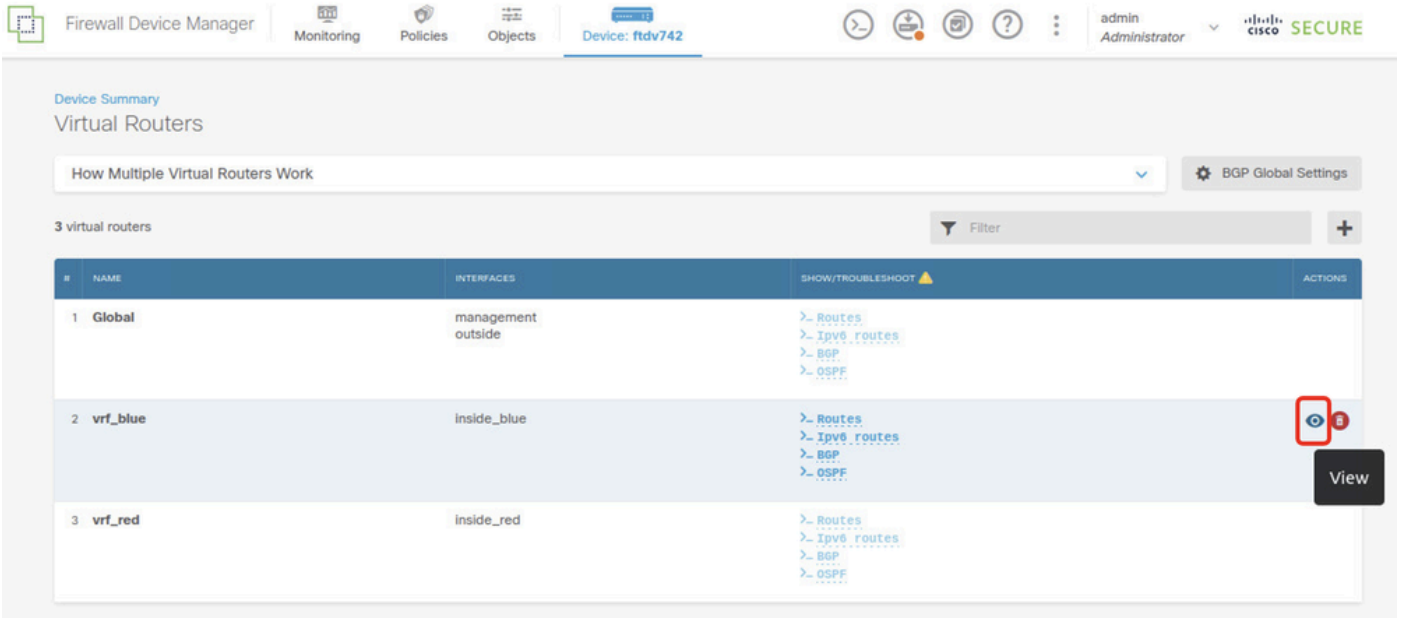 Firewall Device Manager
Monitoring
Policies
Objects
Device: ftdv742
>_
?
admin
Administrator
cisco SECURE
Device Summary
Virtual Routers
How Multiple Virtual Routers Work
BGP Global Settings
3 virtual routers
Filter
+
# NAME INTERFACES SHOW/TROUBLESHOOT ACTIONS
1 Global management >_ Routes
outside >_ Ipv6 routes
>_ BGP
>_ OSPF
2 vrf_blue inside_blue >_ Routes
>_ Ipv6 routes
>_ BGP
>_ OSPF
View
3 vrf_red inside_red >_ Routes
>_ Ipv6 routes
>_ BGP
>_ OSPF